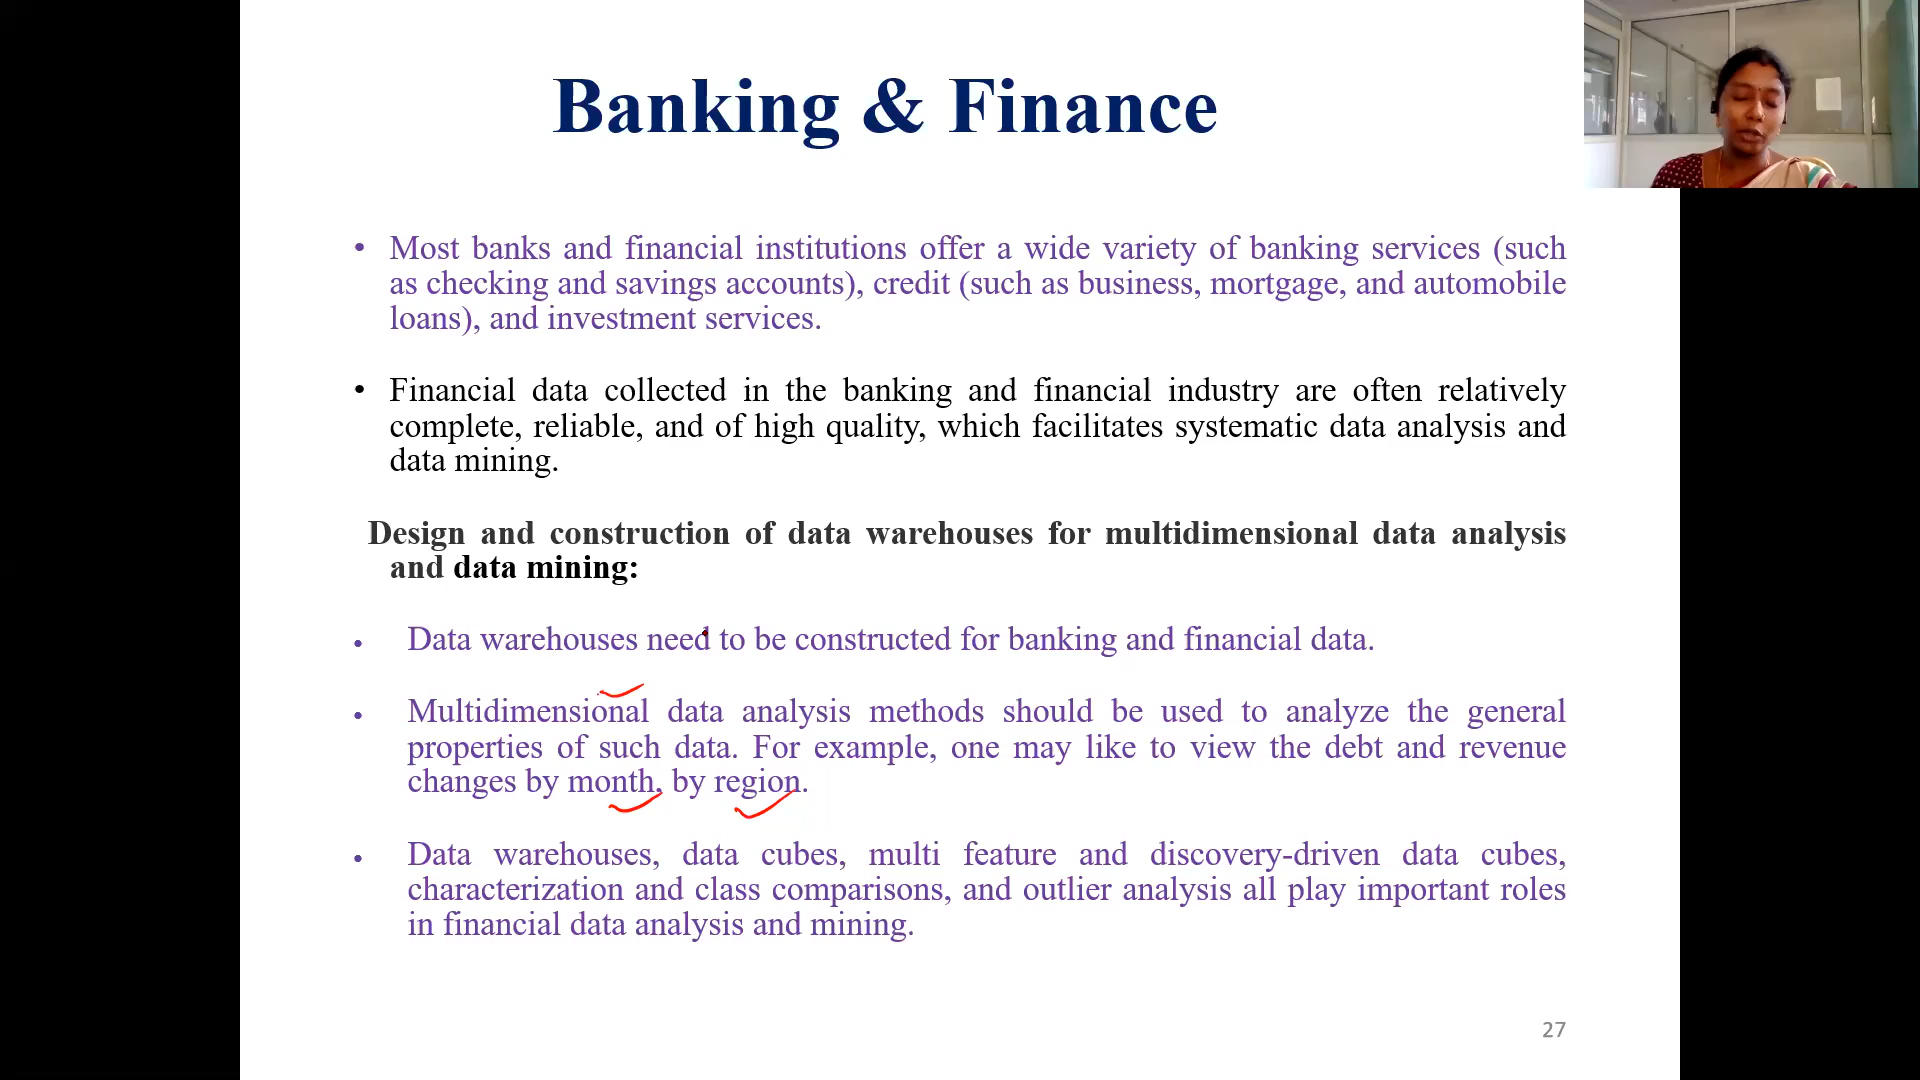 Banking & Finance
• Most banks and financial institutions offer a wide variety of banking services (such
as checking and savings accounts), credit (such as business, mortgage, and automobile
loans), and investment services.
• Financial data collected in the banking and financial industry are often relatively
complete, reliable, and of high quality, which facilitates systematic data analysis and
data mining.
Design and construction of data warehouses for multidimensional data analysis
and data mining:
• Data warehouses need to be constructed for banking and financial data.
• Multidimensional data analysis methods should be used to analyze the general
properties of such data. For example, one may like to view the debt and revenue
changes by month, by region.
• Data warehouses, data cubes, multi feature and discovery-driven data cubes,
characterization and class comparisons, and outlier analysis all play important roles
in financial data analysis and mining.
27